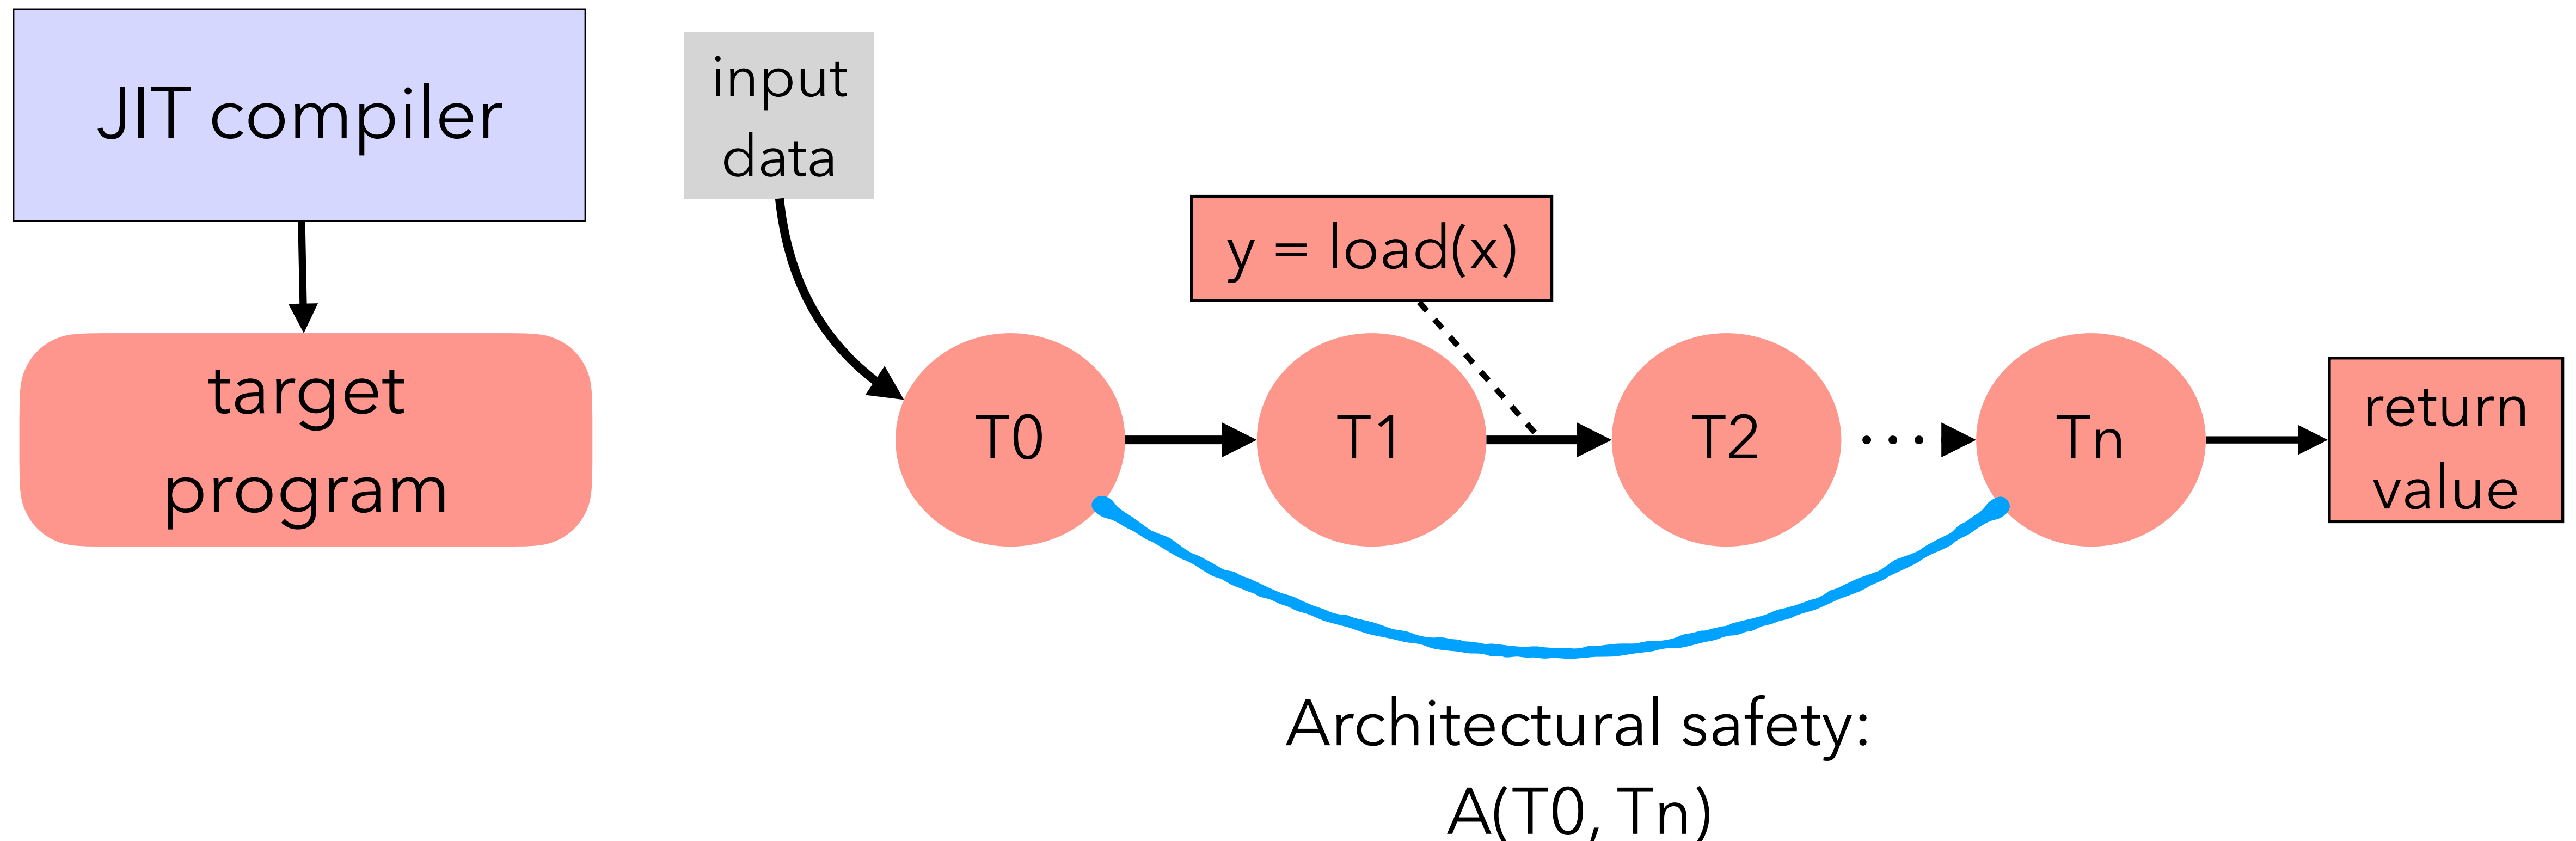 JIT compiler
target
program
input
data
y = load(x)
T0
T1
T2
Tn
return
value
Architectural safety:
A(T0, Tn)